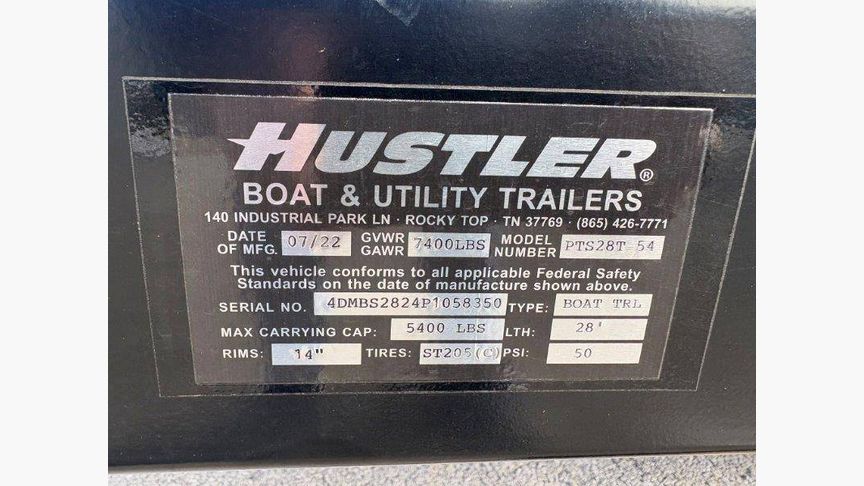 HUSTLER®
BOAT & UTILITY TRAILERS
140 INDUSTRIAL PARK LN · ROCKY TOP · TN 37769 · (865) 426-7771
DATE OF MFG. 07/22 GVWR GAWR 7400LBS MODEL NUMBER PTS28T-54
This vehicle conforms to all applicable Federal Safety
Standards on the date of manufacture shown above.
SERIAL NO. 4DMBS2824P1058350 TYPE: BOAT TRL
MAX CARRYING CAP: 5400 LBS LTH: 28'
RIMS: 14" TIRES: ST205(C) PSI: 50